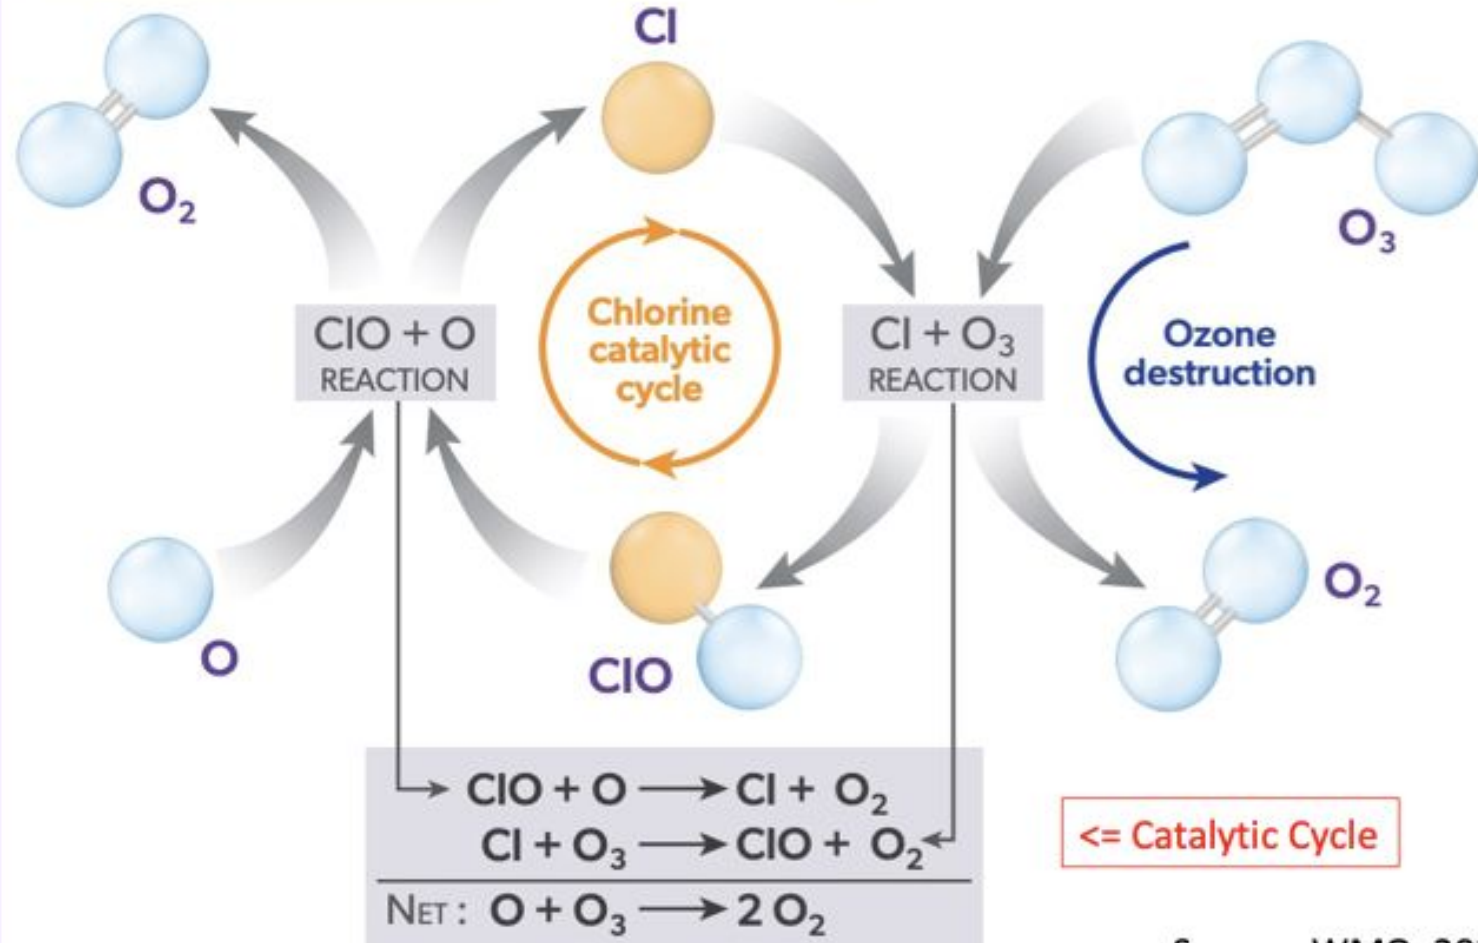 Cl
O₂
O₃
ClO + O
REACTION
Chlorine
catalytic
cycle
Cl + O₃
REACTION
Ozone
destruction
O
ClO
O₂
ClO + O → Cl + O₂
Cl + O₃ → ClO + O₂
NET: O + O₃ → 2 O₂
<= Catalytic Cycle